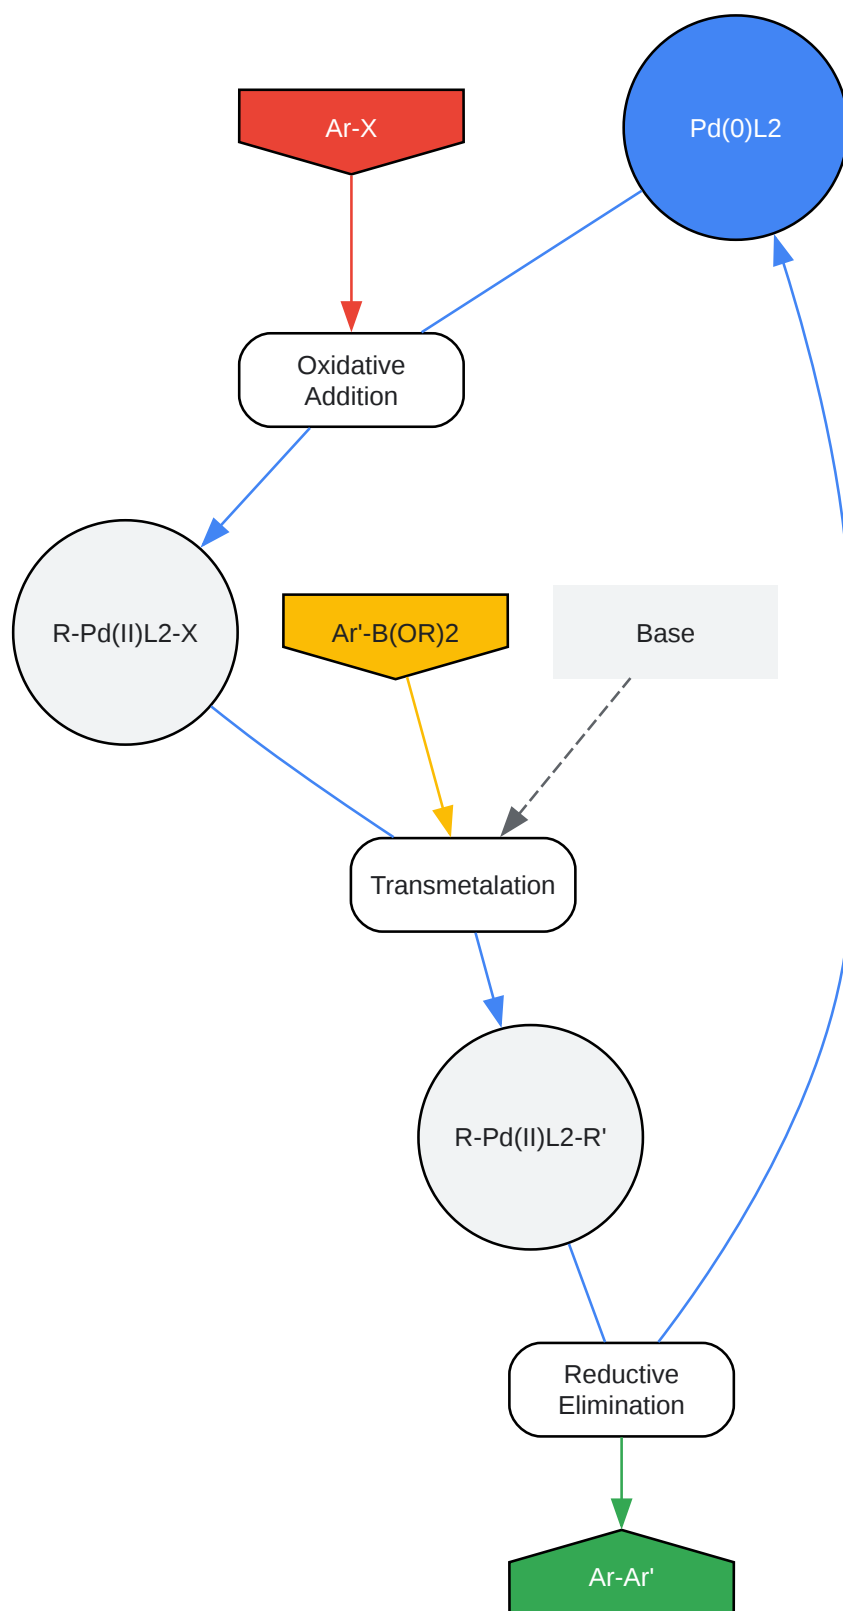 Ar-X
Pd(0)L2
Oxidative
Addition
R-Pd(II)L2-X
Ar'-B(OR)2
Base
Transmetalation
R-Pd(II)L2-R'
Reductive
Elimination
Ar-Ar'